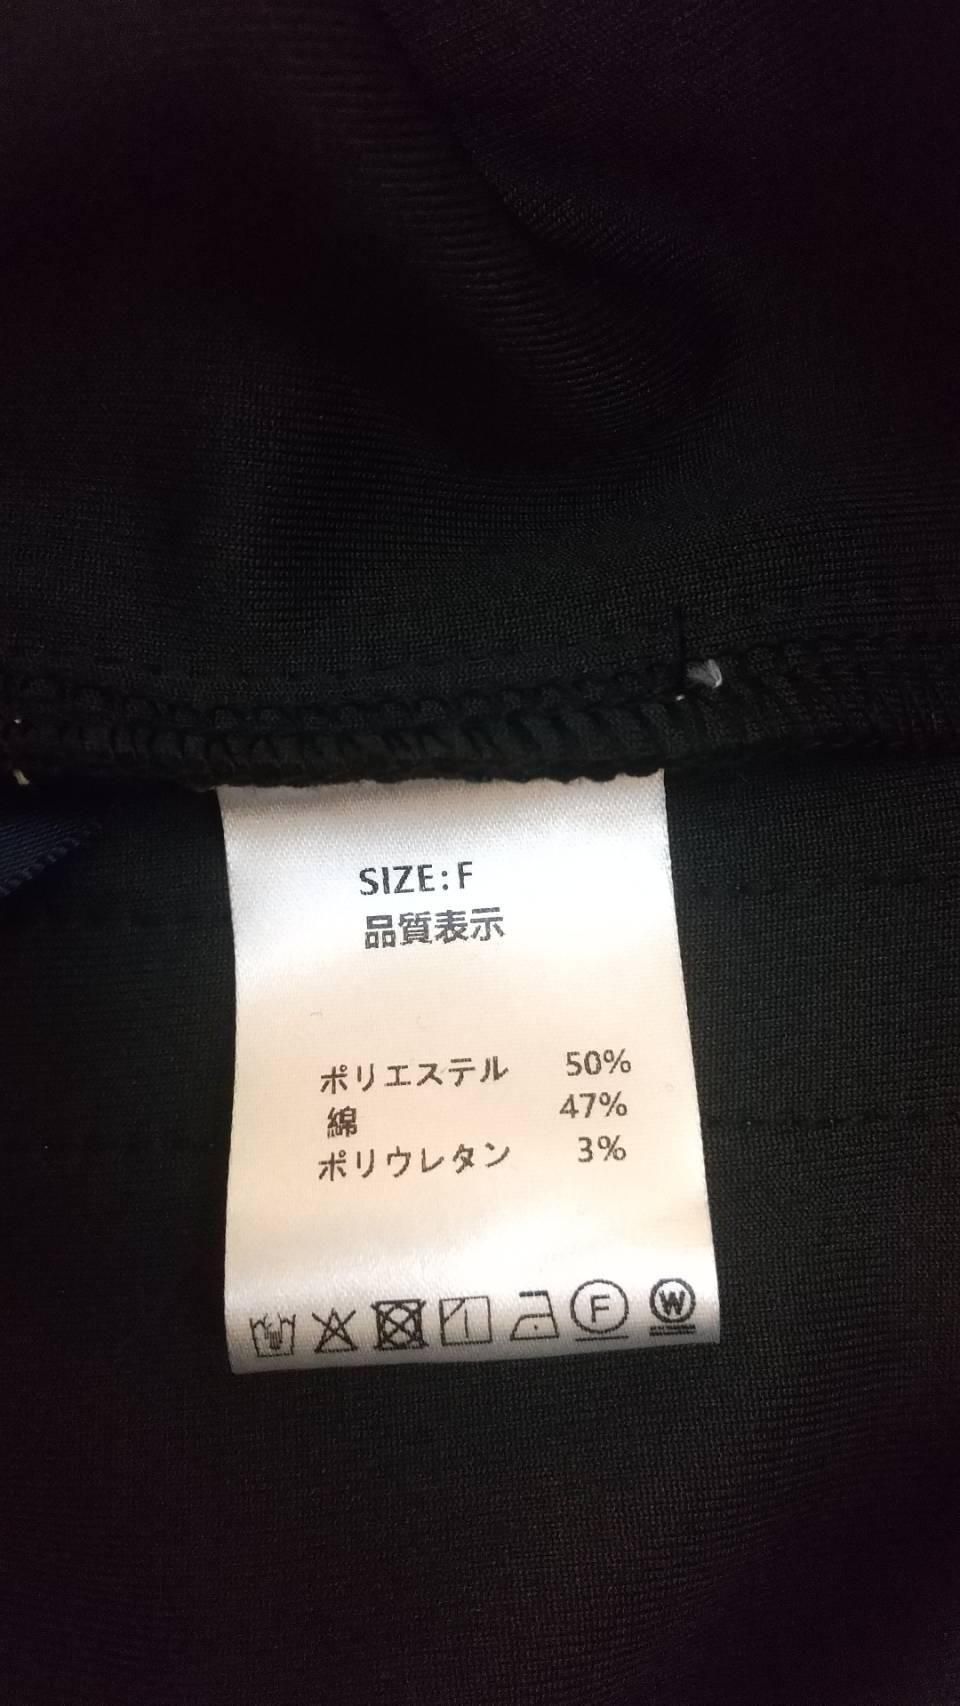 SIZE:F
品質表示
ポリエステル 50%
綿 47%
ポリウレタン 3%
F W